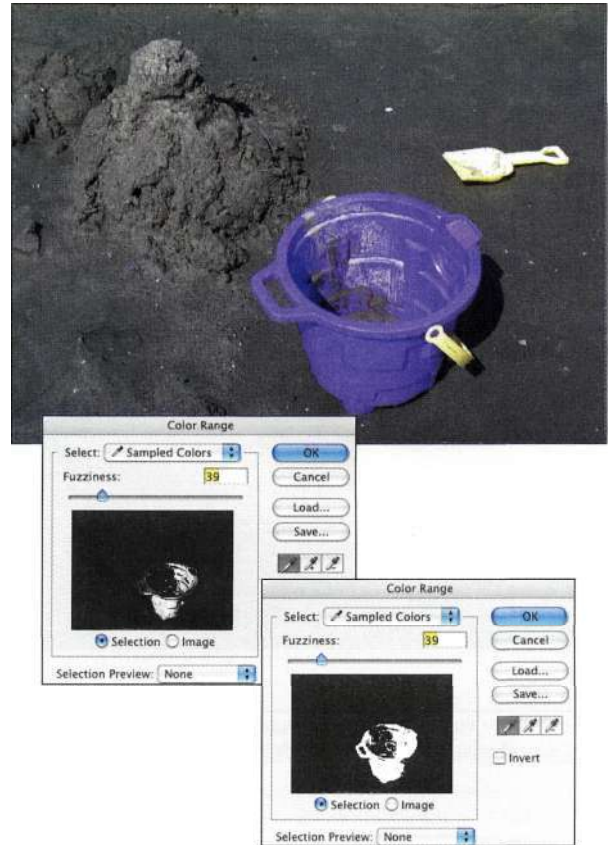 Color Range
Select: Sampled Colors
OK
Fuzziness: 39
Cancel
Load...
Save...
Selection Image
Selection Preview: None
Color Range
Select: Sampled Colors
OK
Fuzziness: 39
Cancel
Load...
Save...
Invert
Selection Image
Selection Preview: None